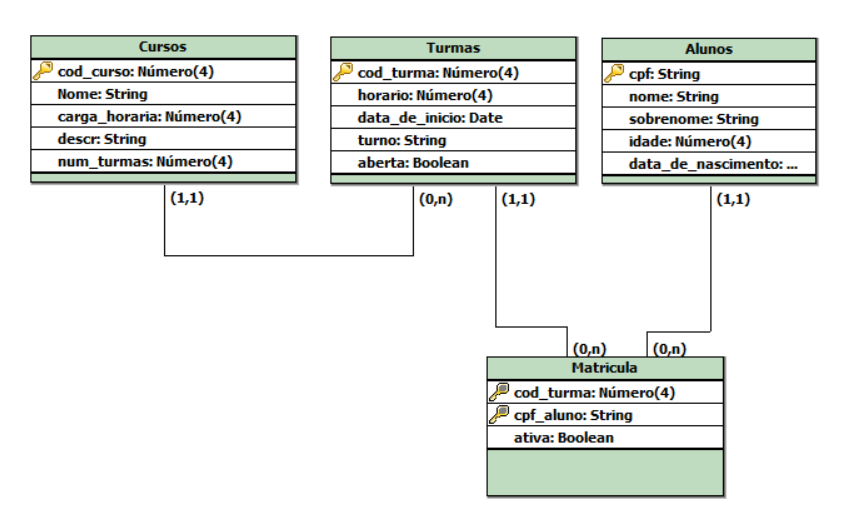 Cursos
cod_curso: Número(4)
Nome: String
carga_horaria: Número(4)
descr: String
num_turmas: Número(4)
(1,1)
Turmas
cod_turma: Número(4)
horario: Número(4)
data_de_inicio: Date
turno: String
aberta: Boolean
(0,n)
(1,1)
Alunos
cpf: String
nome: String
sobrenome: String
idade: Número(4)
data_de_nascimento: ...
(1,1)
(0,n)
(0,n)
Matricula
cod_turma: Número(4)
cpf_aluno: String
ativa: Boolean